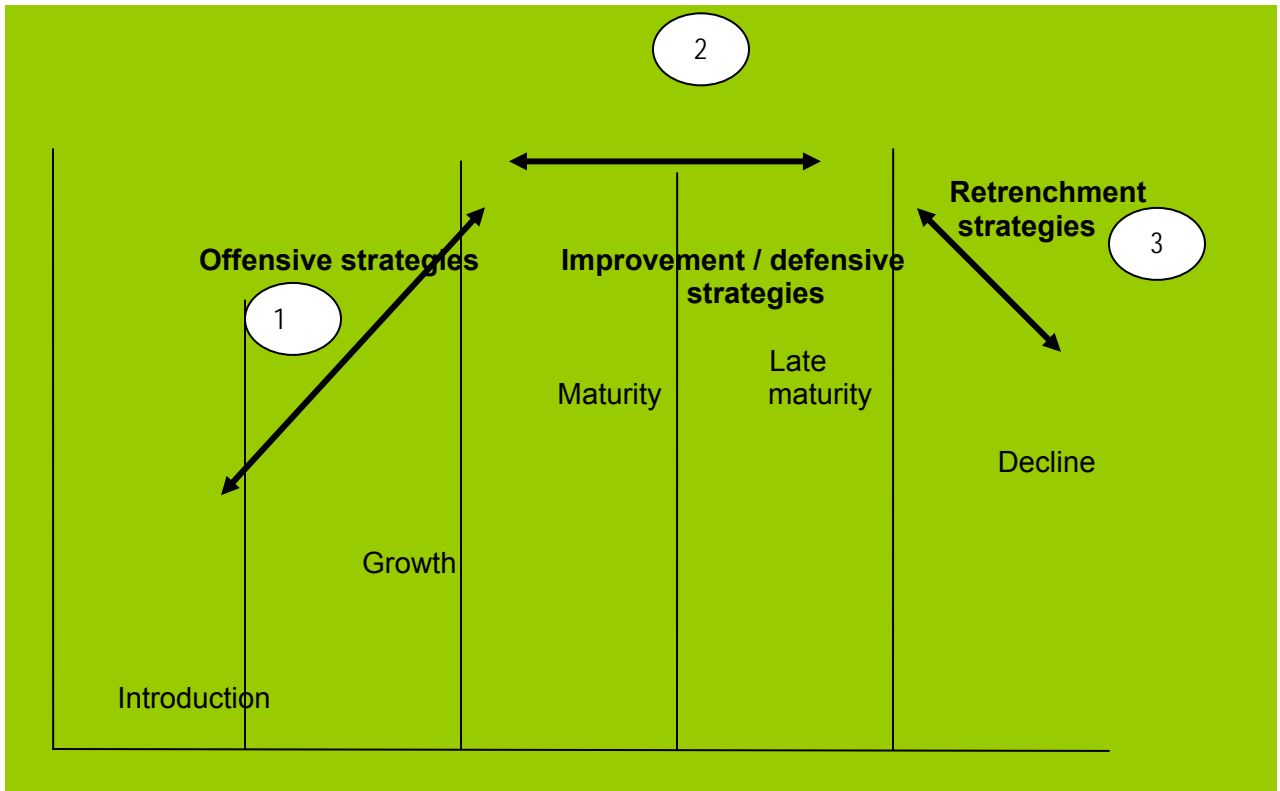 2
Retrenchment
strategies
3
Offensive strategies
Improvement / defensive
strategies
1
Late
maturity
Maturity
Decline
Growth
Introduction